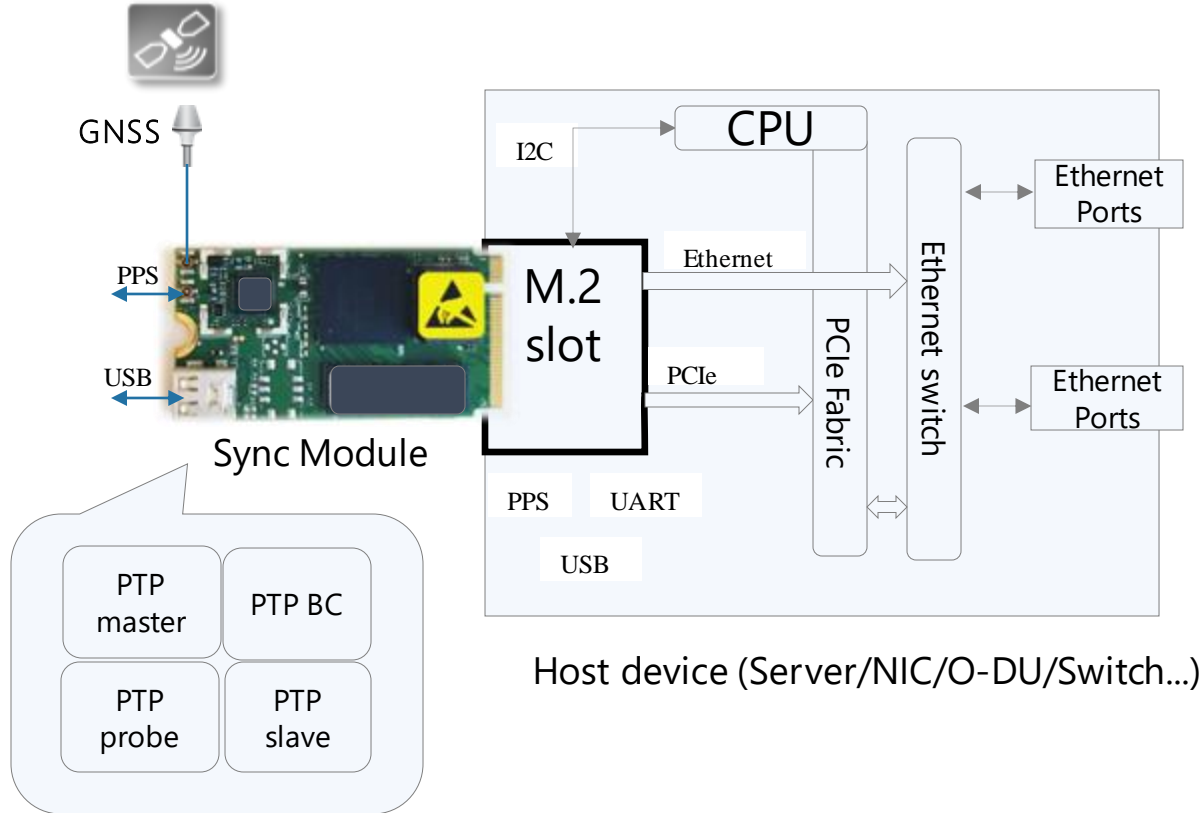 GNSS
PPS
USB
Sync Module
PTP
master
PTP BC
PTP
probe
PTP
slave
I2C
CPU
M.2
slot
Ethernet
PCIe
PPS
UART
USB
PCIe Fabric
Ethernet switch
Ethernet
Ports
Ethernet
Ports
Host device (Server/NIC/O-DU/Switch...)